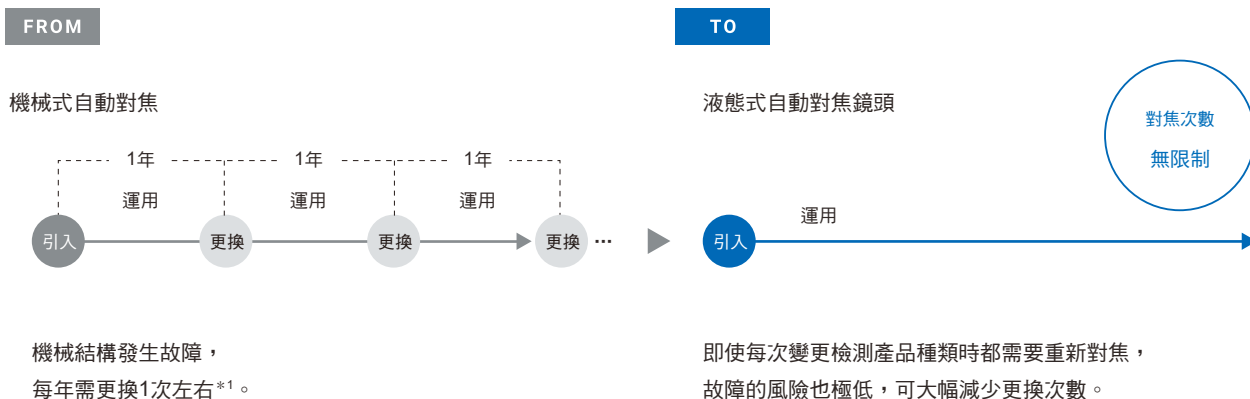 FROM
機械式自動對焦
1年 1年 1年
運用 運用 運用
引入 更換 更換 更換 …
機械結構發生故障，
每年需更換1次左右*1。
TO
液態式自動對焦鏡頭
對焦次數
無限制
運用
引入
即使每次變更檢測產品種類時都需要重新對焦，
故障的風險也極低，可大幅減少更換次數。